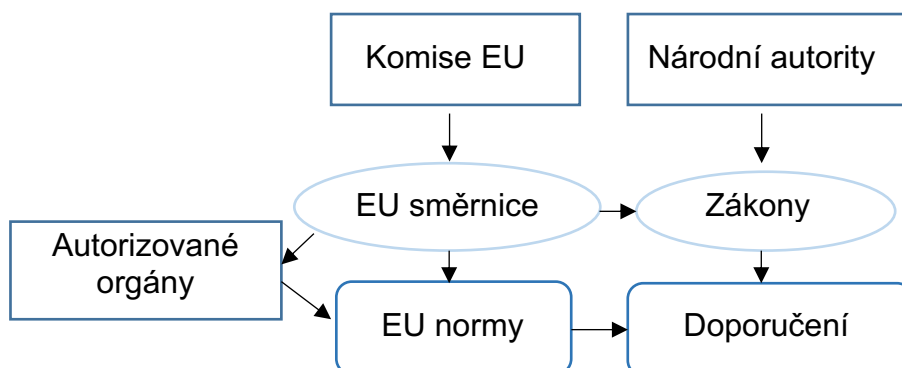 Komise EU
Národní autority
EU směrnice
Zákony
Autorizované
orgány
EU normy
Doporučení